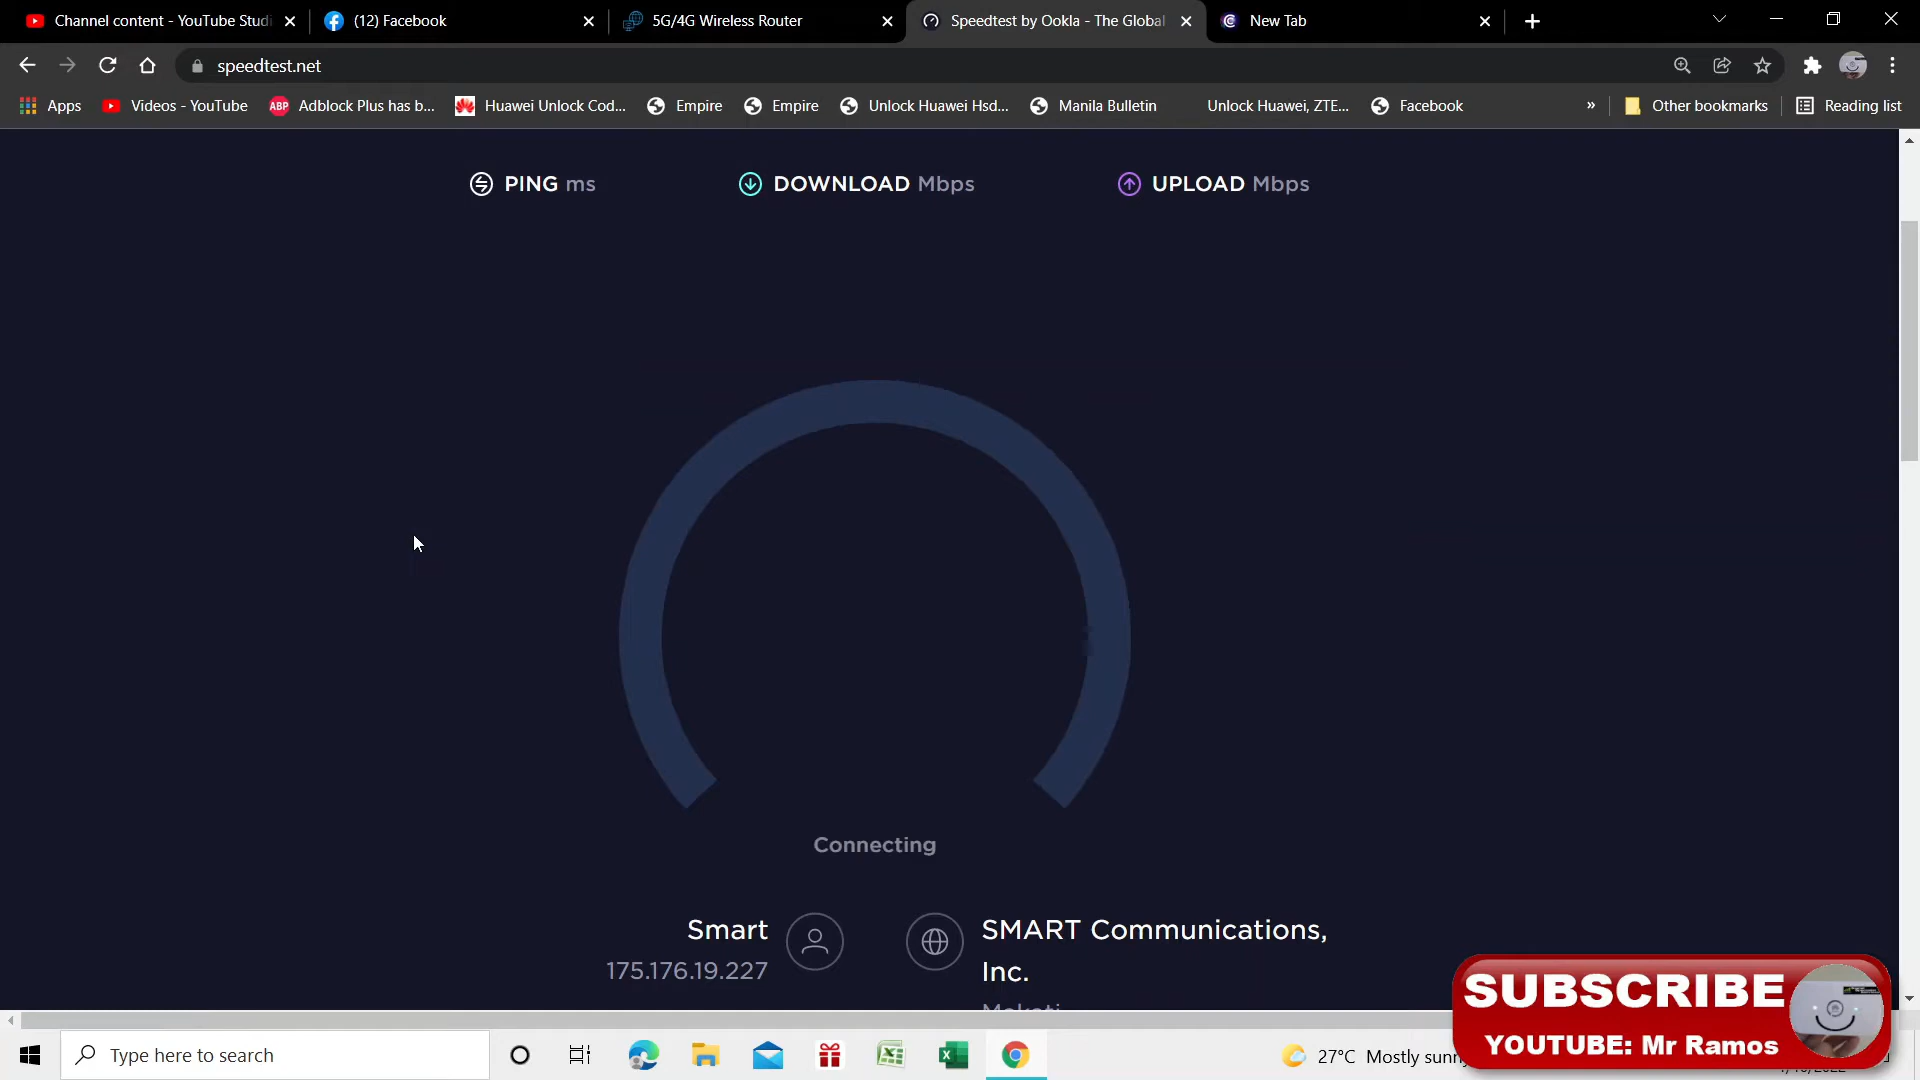 Channel content - YouTube Studi
(12) Facebook
5G/4G Wireless Router
Speedtest by Ookla - The Global
New Tab
speedtest.net
Apps
Videos - YouTube
ABP
Adblock Plus has b...
Huawei Unlock Cod...
Empire
Empire
Unlock Huawei Hsd...
Manila Bulletin
Unlock Huawei, ZTE...
Facebook
»
Other bookmarks
Reading list
PING ms
DOWNLOAD Mbps
UPLOAD Mbps
Connecting
Smart
175.176.19.227
SMART Communications,
Inc.
Makati
SUBSCRIBE
YOUTUBE: Mr Ramos
Type here to search
27°C Mostly sunn